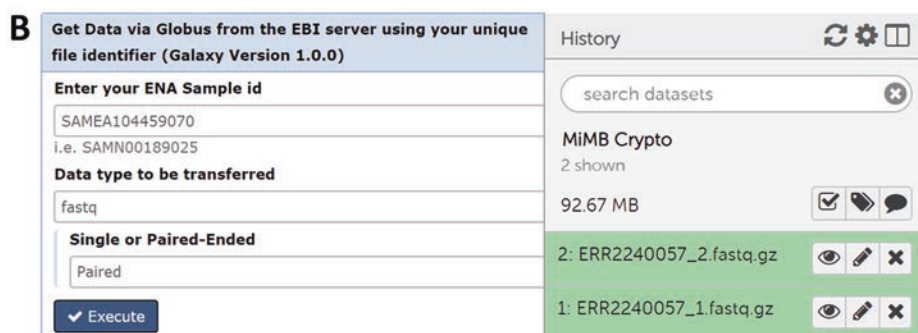 B
Get Data via Globus from the EBI server using your unique
file identifier (Galaxy Version 1.0.0)
Enter your ENA Sample id
SAMEA104459070
i.e. SAMN00189025
Data type to be transferred
fastq
Single or Paired-Ended
Paired
Execute
History
search datasets
MiMB Crypto
2 shown
92.67 MB
2: ERR2240057_2.fastq.gz
1: ERR2240057_1.fastq.gz